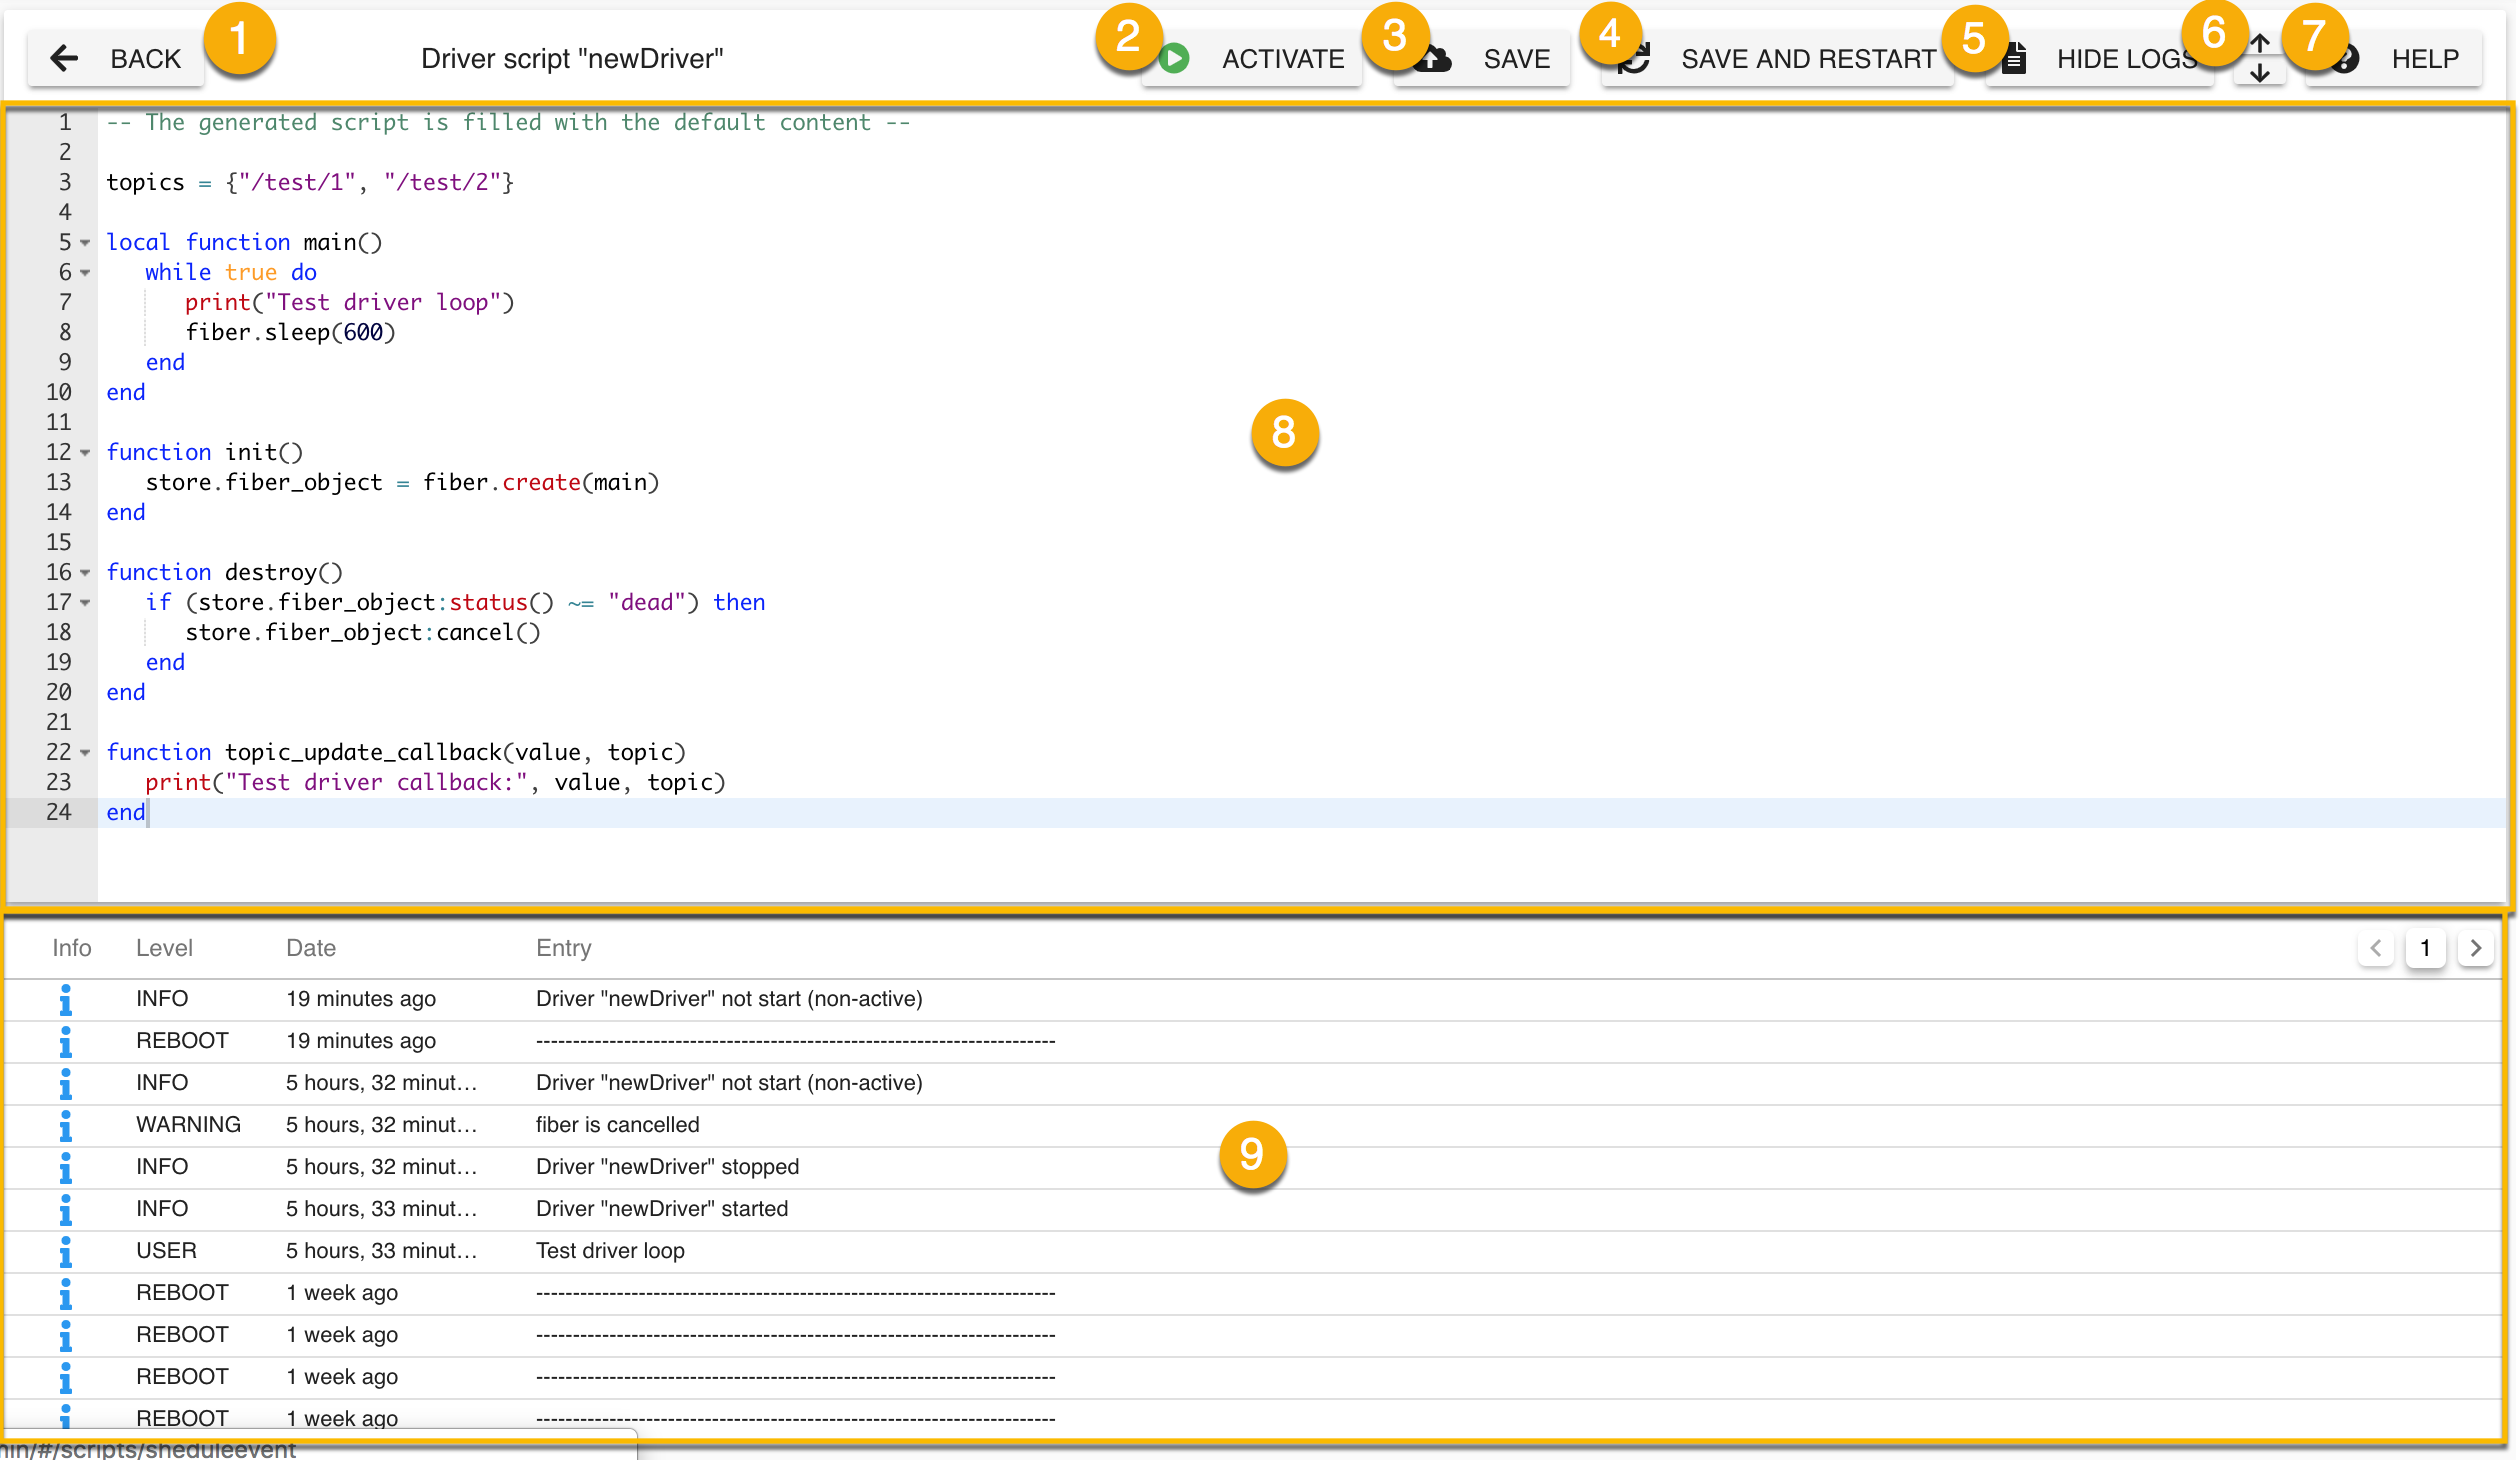 BACK 1 Driver script "newDriver" 2 ACTIVATE 3 SAVE 4 SAVE AND RESTART 5 HIDE LOGS 6 7 HELP
1 -- The generated script is filled with the default content --
2
3 topics = {"/test/1", "/test/2"}
4
5 local function main()
6 while true do
7 print("Test driver loop")
8 fiber.sleep(600)
9 end
10 end
11
12 function init()
13 store.fiber_object = fiber.create(main)
14 end
15
16 function destroy()
17 if (store.fiber_object:status() ~= "dead") then
18 store.fiber_object:cancel()
19 end
20 end
21
22 function topic_update_callback(value, topic)
23 print("Test driver callback:", value, topic)
24 end
8
Info Level Date Entry 1
INFO 19 minutes ago Driver "newDriver" not start (non-active)
REBOOT 19 minutes ago -----------------------------------------------------------------------
INFO 5 hours, 32 minut… Driver "newDriver" not start (non-active)
WARNING 5 hours, 32 minut… fiber is cancelled
9
INFO 5 hours, 32 minut… Driver "newDriver" stopped
INFO 5 hours, 33 minut… Driver "newDriver" started
USER 5 hours, 33 minut… Test driver loop
REBOOT 1 week ago -----------------------------------------------------------------------
REBOOT 1 week ago -----------------------------------------------------------------------
REBOOT 1 week ago -----------------------------------------------------------------------
REBOOT 1 week ago -----------------------------------------------------------------------
/#/scripts/sheduleevent